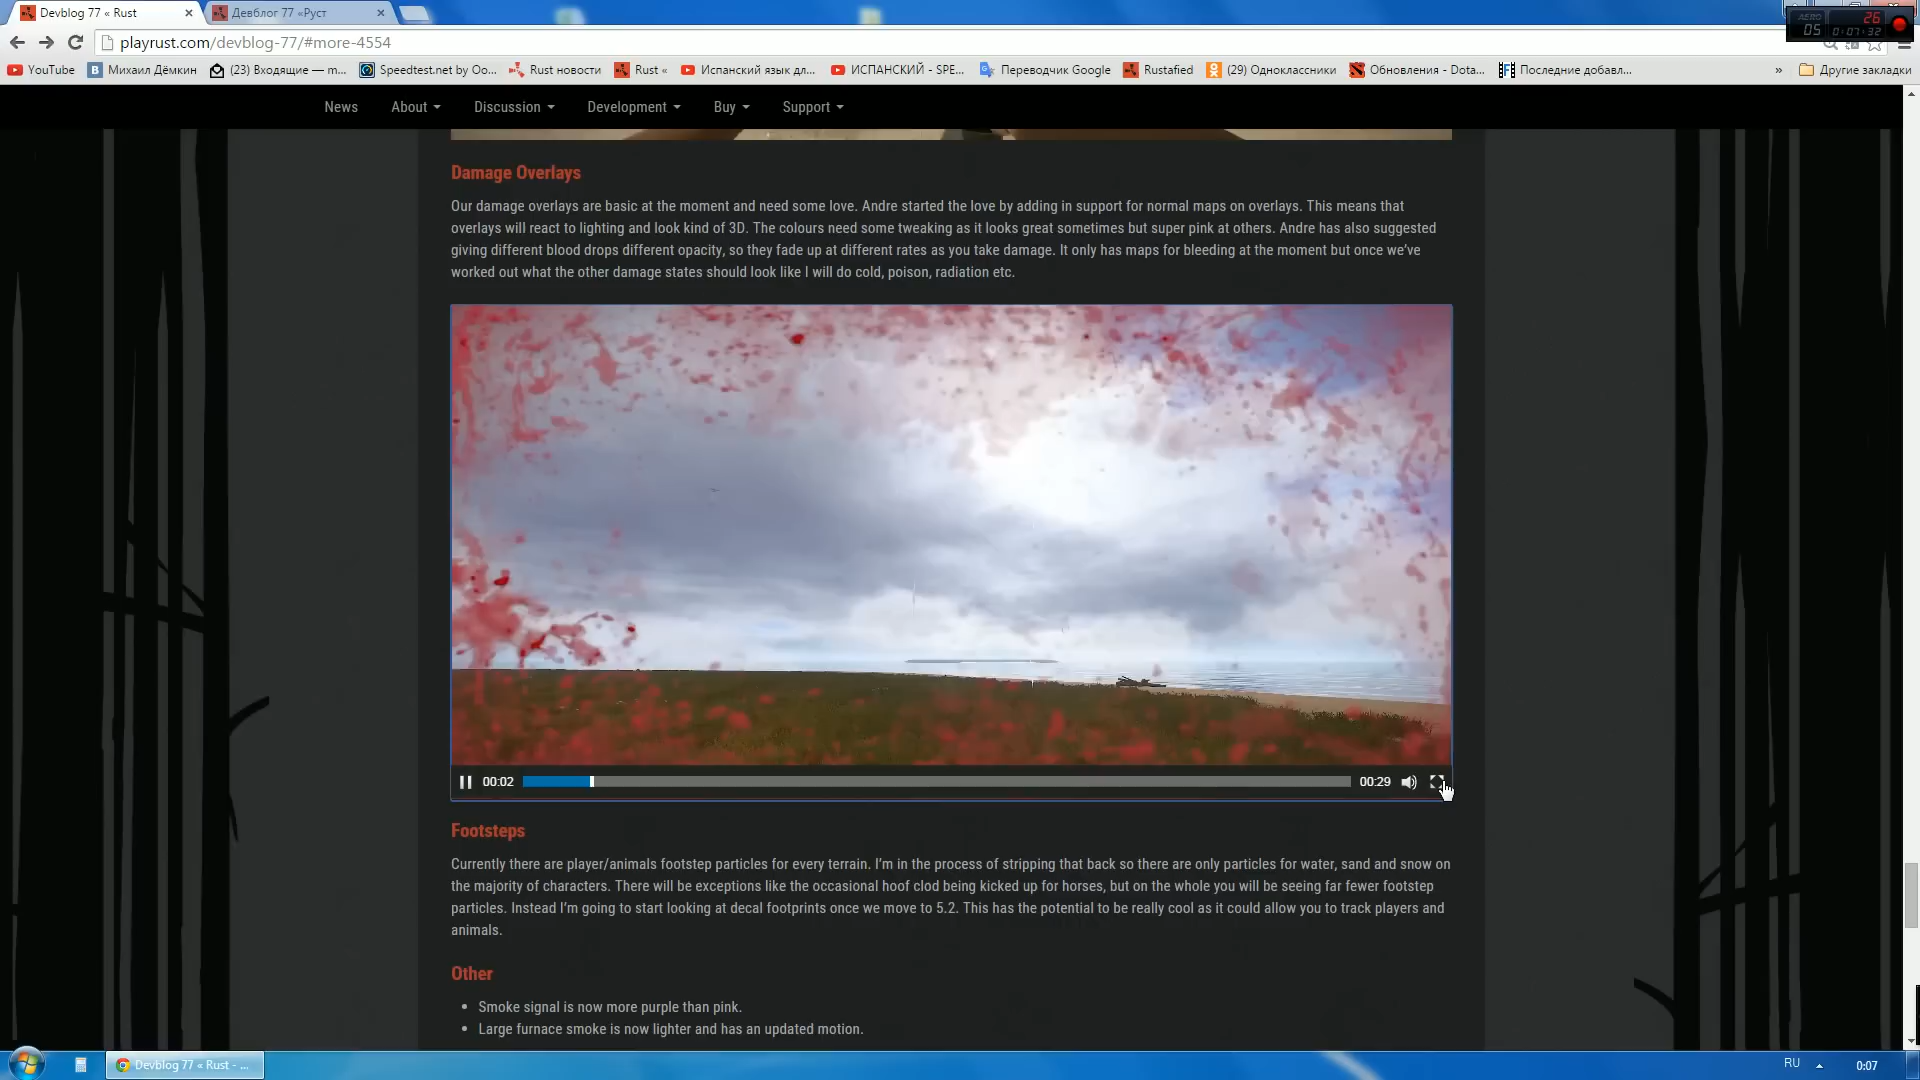 Devblog 77 « Rust
Девблог 77 «Руст
playrust.com/devblog-77/#more-4554
26
05
0:07:32
YouTube
Михаил Дёмкин
(23) Входящие — m...
Speedtest.net by Oo...
Rust новости
Rust «
Испанский язык дл...
ИСПАНСКИЙ - SPE...
Переводчик Google
Rustafied
(29) Одноклассники
Обновления - Dota...
Последние добавл...
»
Другие закладки
News
About
Discussion
Development
Buy
Support
Damage Overlays
Our damage overlays are basic at the moment and need some love. Andre started the love by adding in support for normal maps on overlays. This means that
overlays will react to lighting and look kind of 3D. The colours need some tweaking as it looks great sometimes but super pink at others. Andre has also suggested
giving different blood drops different opacity, so they fade up at different rates as you take damage. It only has maps for bleeding at the moment but once we've
worked out what the other damage states should look like I will do cold, poison, radiation etc.
00:02
00:29
Footsteps
Currently there are player/animals footstep particles for every terrain. I'm in the process of stripping that back so there are only particles for water, sand and snow on
the majority of characters. There will be exceptions like the occasional hoof clod being kicked up for horses, but on the whole you will be seeing far fewer footstep
particles. Instead I'm going to start looking at decal footprints once we move to 5.2. This has the potential to be really cool as it could allow you to track players and
animals.
Other
• Smoke signal is now more purple than pink.
• Large furnace smoke is now lighter and has an updated motion.
Devblog 77 « Rust - ...
RU
0:07